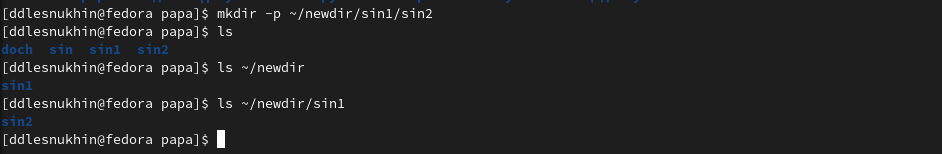 [ddlesnukhin@fedora papa]$ mkdir -p ~/newdir/sin1/sin2
[ddlesnukhin@fedora papa]$ ls
doch  sin  sin1  sin2
[ddlesnukhin@fedora papa]$ ls ~/newdir
sin1
[ddlesnukhin@fedora papa]$ ls ~/newdir/sin1
sin2
[ddlesnukhin@fedora papa]$